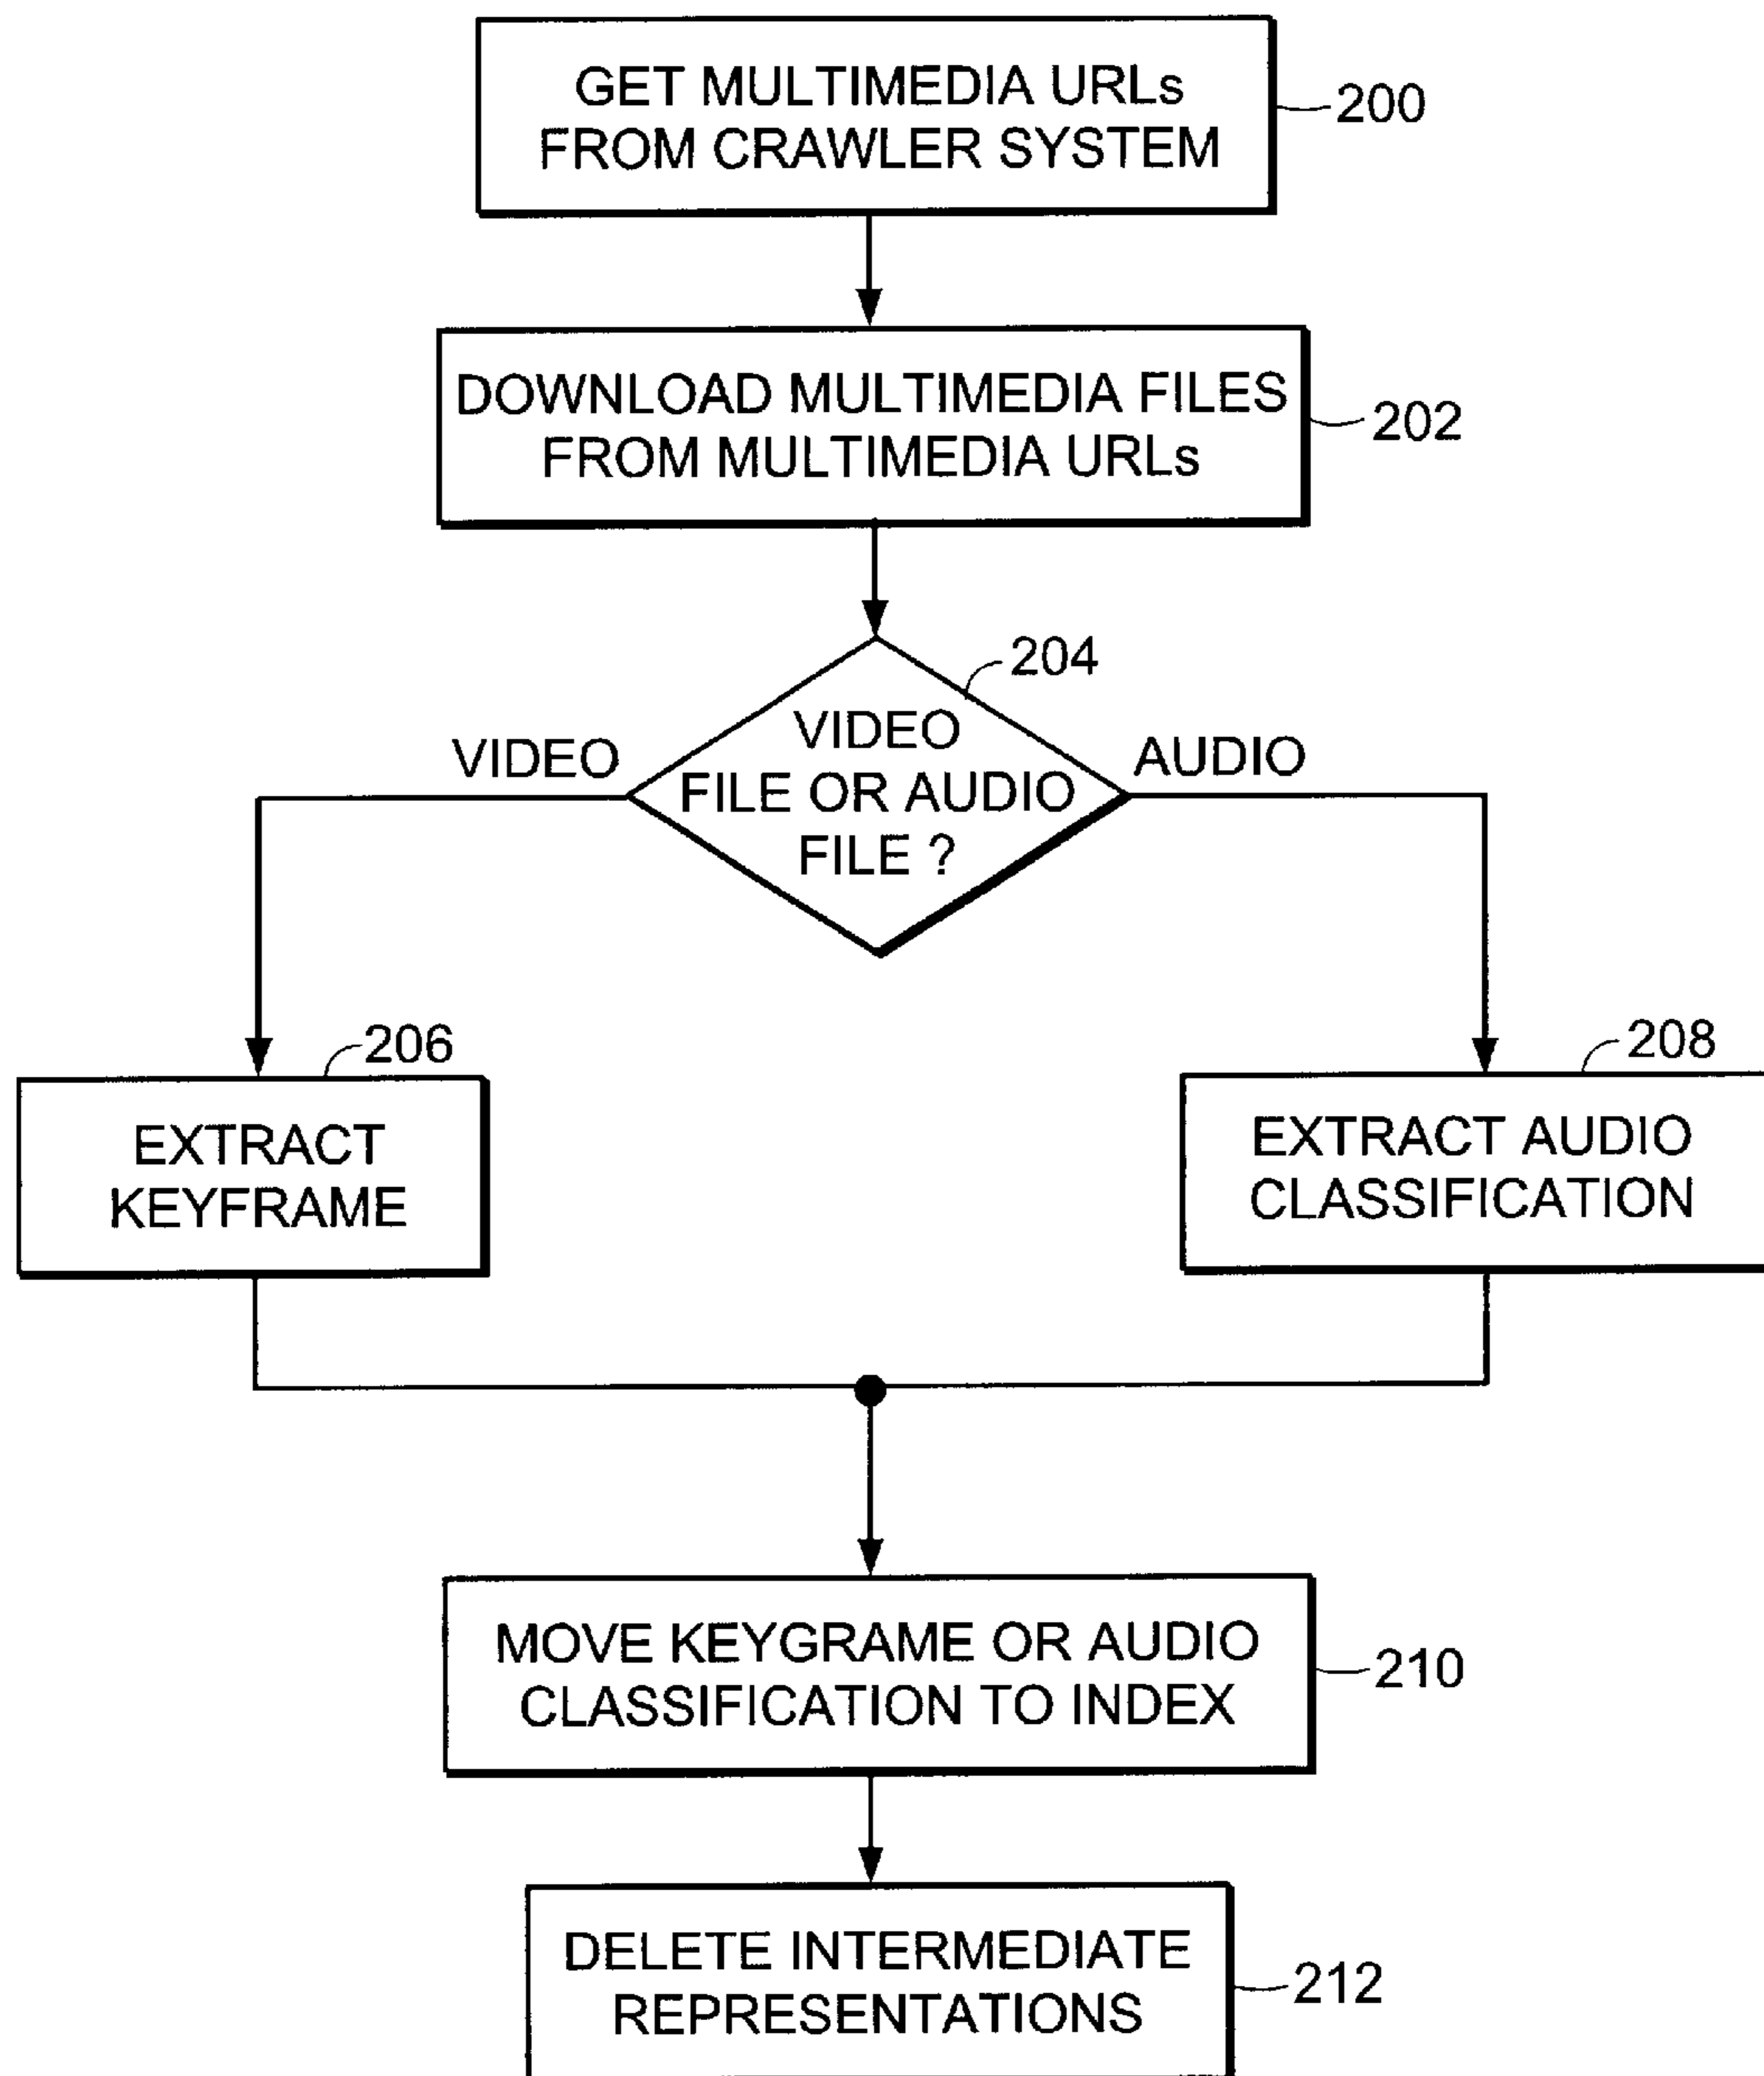 GET MULTIMEDIA URLs
FROM CRAWLER SYSTEM
200
DOWNLOAD MULTIMEDIA FILES
FROM MULTIMEDIA URLs
202
204
VIDEO
FILE OR AUDIO
FILE ?
VIDEO
AUDIO
206
EXTRACT
KEYFRAME
208
EXTRACT AUDIO
CLASSIFICATION
MOVE KEYGRAME OR AUDIO
CLASSIFICATION TO INDEX
210
DELETE INTERMEDIATE
REPRESENTATIONS
212